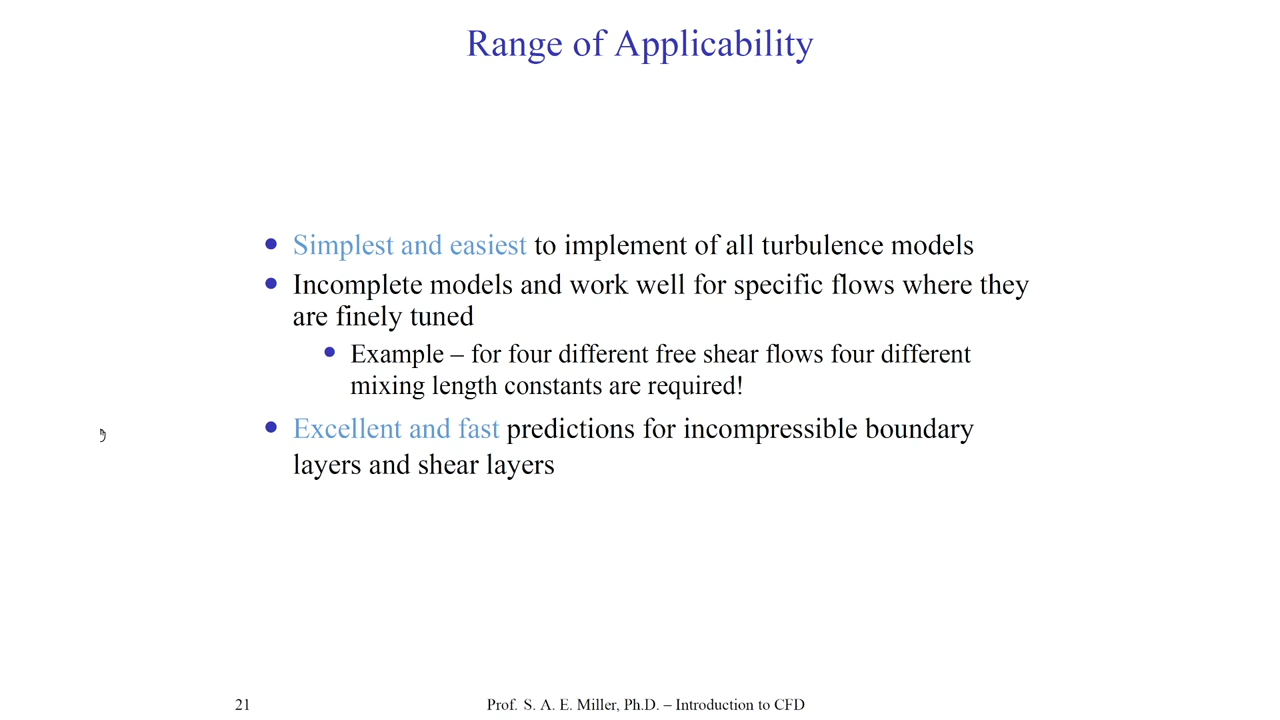 Range of Applicability
Simplest and easiest to implement of all turbulence models
Incomplete models and work well for specific flows where they
are finely tuned
Example – for four different free shear flows four different
mixing length constants are required!
Excellent and fast predictions for incompressible boundary
layers and shear layers
21
Prof. S. A. E. Miller, Ph.D. – Introduction to CFD